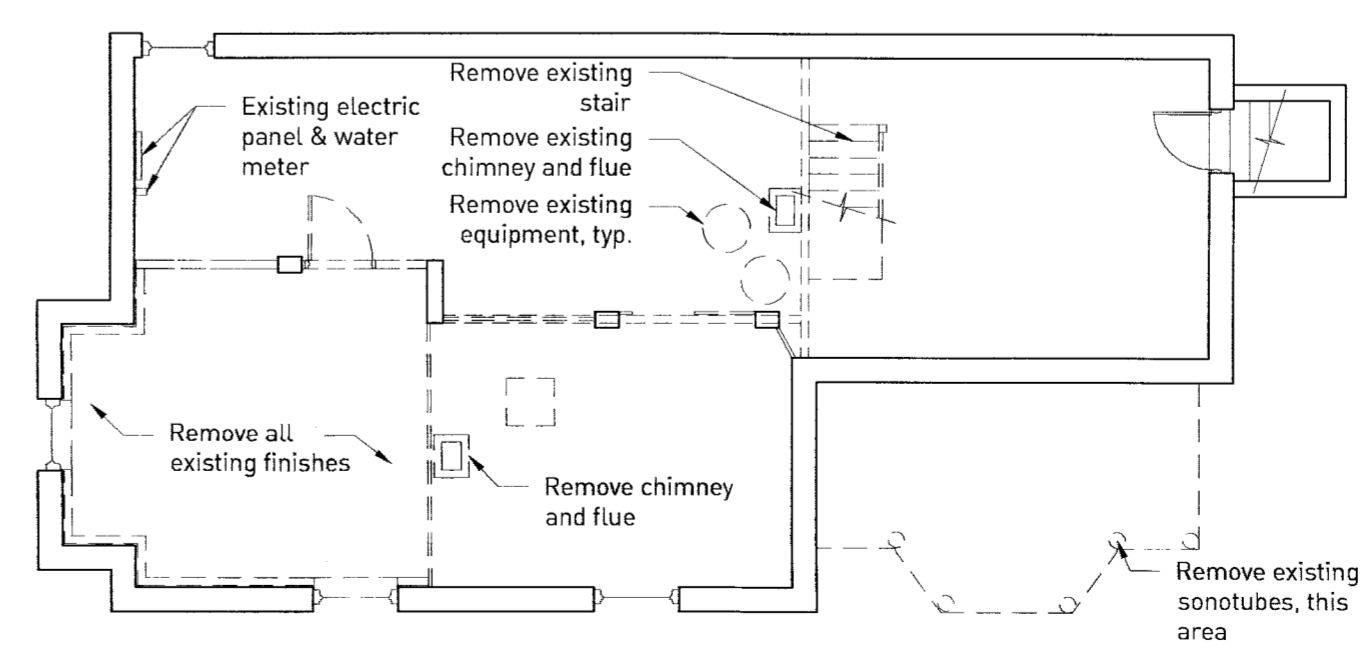 Remove existing
stair
Existing electric
panel & water
meter
Remove existing
chimney and flue
Remove existing
equipment, typ.
Remove all
existing finishes
Remove chimney
and flue
Remove existing
sonotubes, this
area